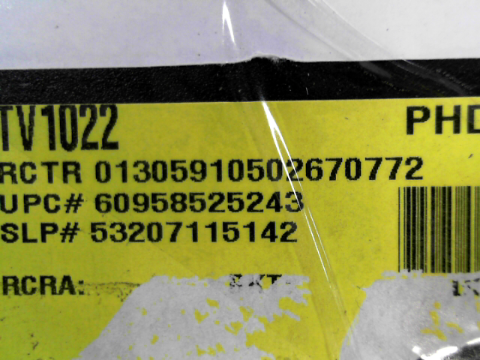 TV1022 PHD
RCTR 01305910502670772
UPC# 60958525243
SLP# 53207115142
RCRA: